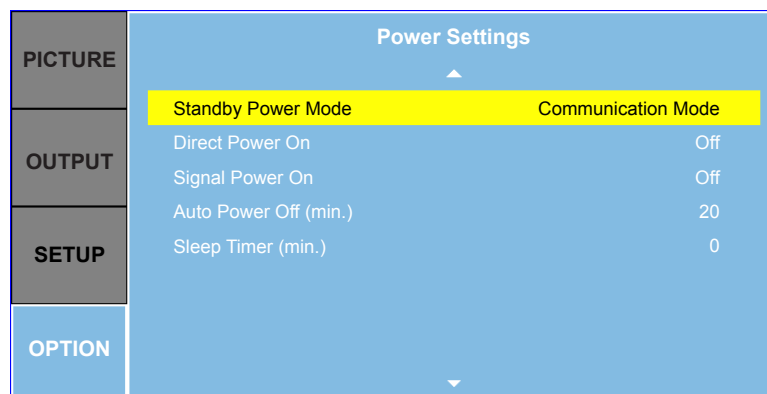 PICTURE
OUTPUT
SETUP
OPTION
Power Settings
Standby Power Mode Communication Mode
Direct Power On Off
Signal Power On Off
Auto Power Off (min.) 20
Sleep Timer (min.) 0